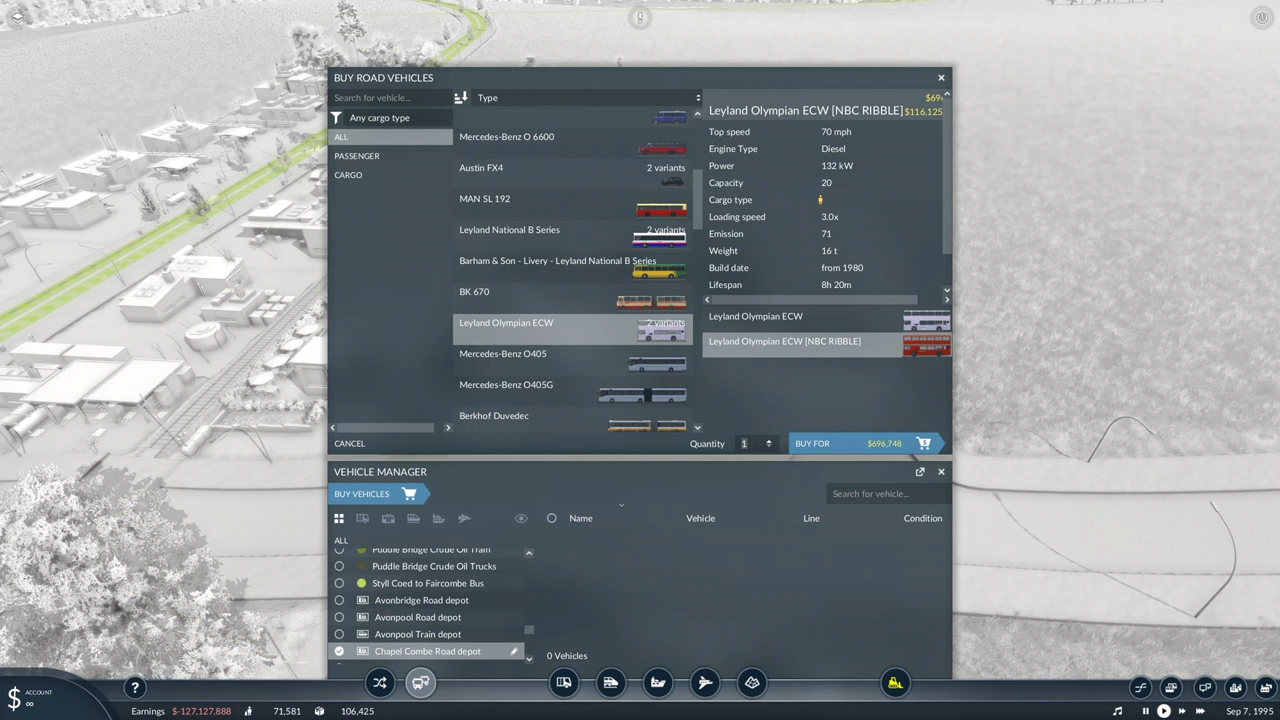 BUY ROAD VEHICLES
Search for vehicle...
Type
Any cargo type
ALL
PASSENGER
CARGO
Mercedes-Benz O 6600
Austin FX4 2 variants
MAN SL 192
Leyland National B Series 2 variants
Barham & Son - Livery - Leyland National B Series
BK 670
Leyland Olympian ECW 2 variants
Mercedes-Benz O405
Mercedes-Benz O405G
Berkhof Duvedec
Leyland Olympian ECW [NBC RIBBLE] $116,125
Top speed 70 mph
Engine Type Diesel
Power 132 kW
Capacity 20
Cargo type
Loading speed 3.0x
Emission 71
Weight 16 t
Build date from 1980
Lifespan 8h 20m
Leyland Olympian ECW
Leyland Olympian ECW [NBC RIBBLE]
CANCEL
Quantity 1
BUY FOR $696,748
VEHICLE MANAGER
BUY VEHICLES
Search for vehicle...
Name Vehicle Line Condition
ALL
Puddle Bridge Crude Oil Train
Puddle Bridge Crude Oil Trucks
Styll Coed to Faircombe Bus
Avonbridge Road depot
Avonpool Road depot
Avonpool Train depot
Chapel Combe Road depot
0 Vehicles
$ ACCOUNT
∞
?
Earnings $-127,127,888 71,581 106,425
Sep 7, 1995